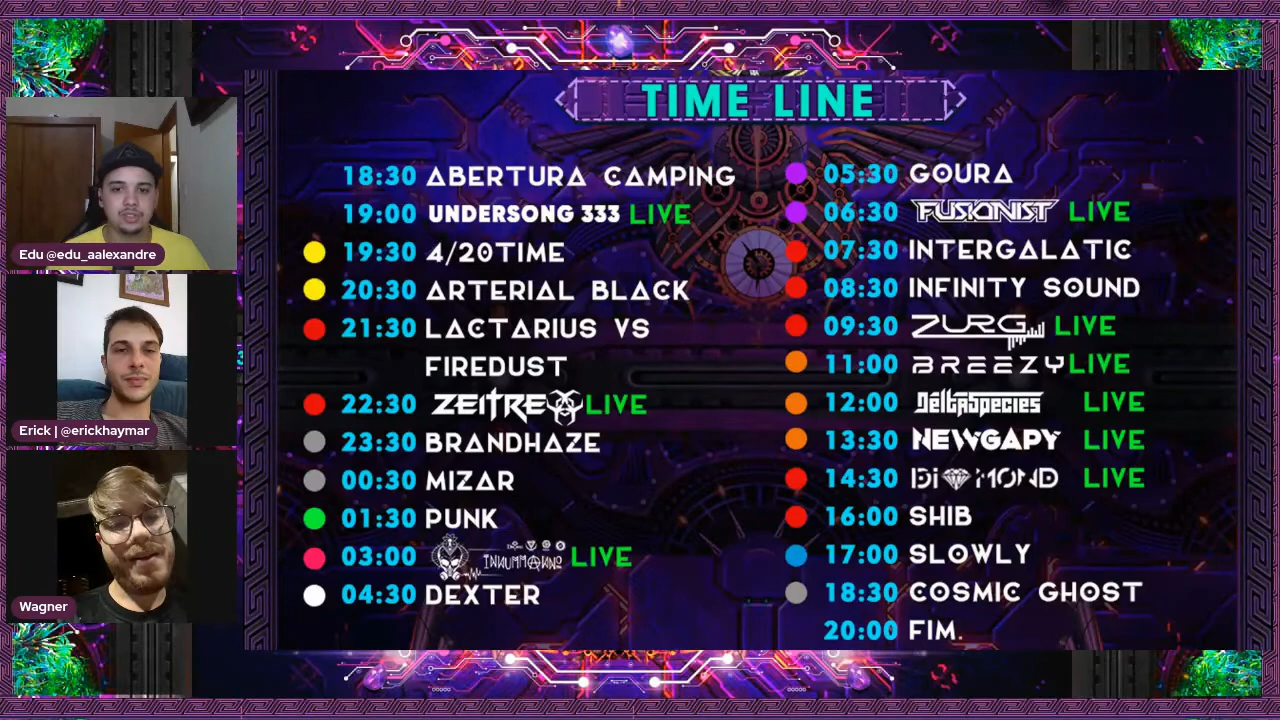 TIME LINE
18:30 ABERTURA CAMPING
19:00 UNDERSONG 333 LIVE
19:30 4/20TIME
20:30 ARTERIAL BLACK
21:30 LACTARIUS VS
FIREDUST
22:30 ZEITREX LIVE
23:30 BRANDHAZE
00:30 MIZAR
01:30 PUNK
03:00 LIVE
04:30 DEXTER
05:30 GOURA
06:30 FUSIONIST LIVE
07:30 INTERGALATIC
08:30 INFINITY SOUND
09:30 ZURG LIVE
11:00 BREEZY LIVE
12:00 DeltaSpecies LIVE
13:30 NEWGAPY LIVE
14:30 DiAMOND LIVE
16:00 SHIB
17:00 SLOWLY
18:30 COSMIC GHOST
20:00 FIM.
Edu @edu_aalexandre
Erick | @erickhaymar
Wagner